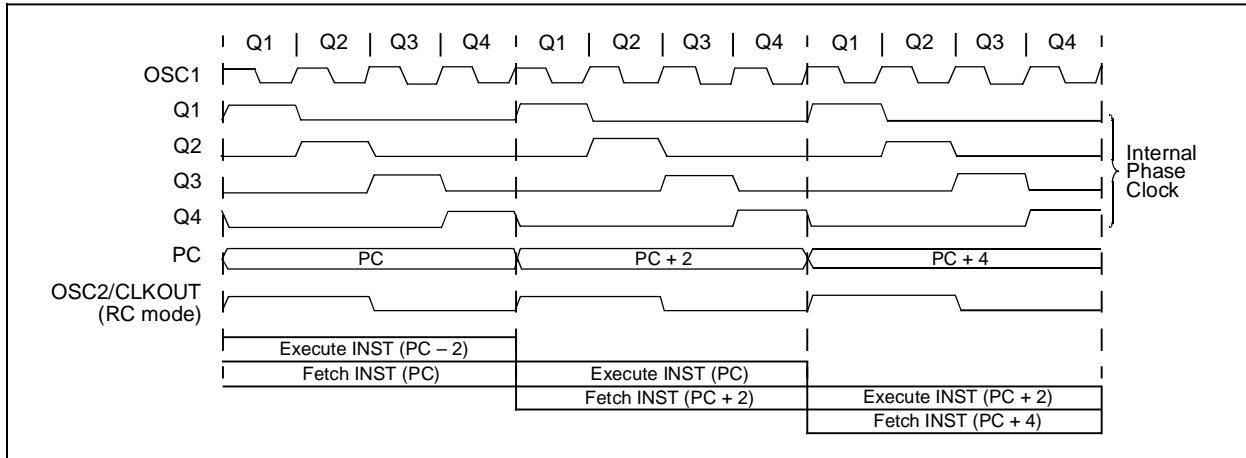 Q1 | Q2 | Q3 | Q4 Q1 | Q2 | Q3 | Q4 Q1 | Q2 | Q3 | Q4
OSC1
Q1
Q2
Q3
Q4
Internal
Phase
Clock
PC PC PC + 2 PC + 4
OSC2/CLKOUT
(RC mode)
Execute INST (PC – 2)
Fetch INST (PC) Execute INST (PC)
Fetch INST (PC + 2) Execute INST (PC + 2)
Fetch INST (PC + 4)